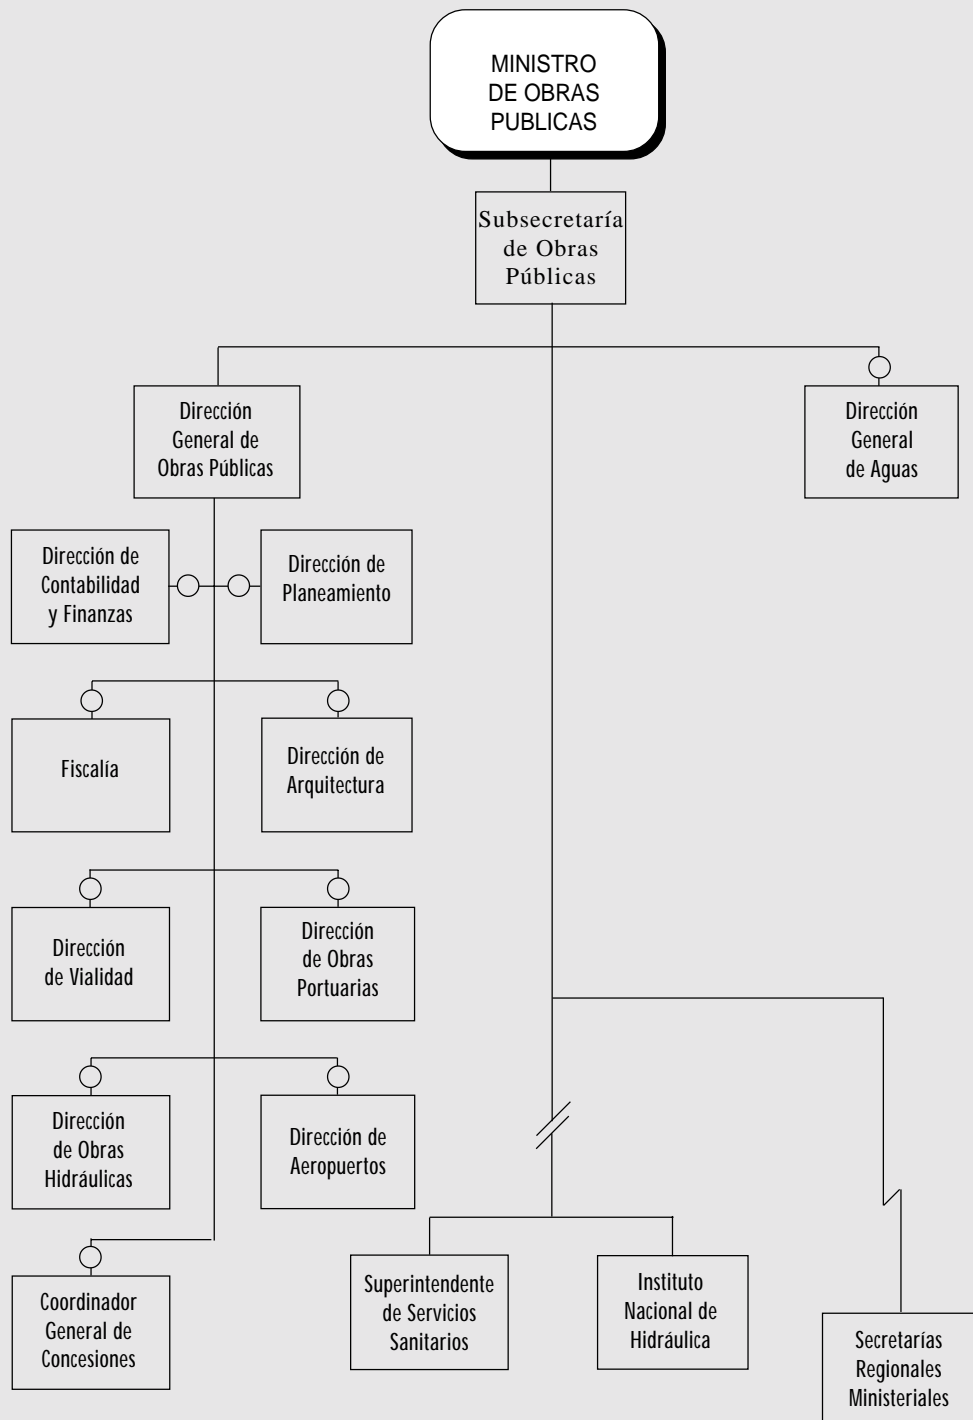 MINISTRO
DE OBRAS
PUBLICAS
Subsecretaría
de Obras
Públicas
Dirección
General de
Obras Públicas
Dirección
General
de Aguas
Dirección de
Contabilidad
y Finanzas
Dirección de
Planeamiento
Fiscalía
Dirección de
Arquitectura
Dirección
de Vialidad
Dirección
de Obras
Portuarias
Dirección
de Obras
Hidráulicas
Dirección de
Aeropuertos
Coordinador
General de
Concesiones
Superintendente
de Servicios
Sanitarios
Instituto
Nacional de
Hidráulica
Secretarías
Regionales
Ministeriales